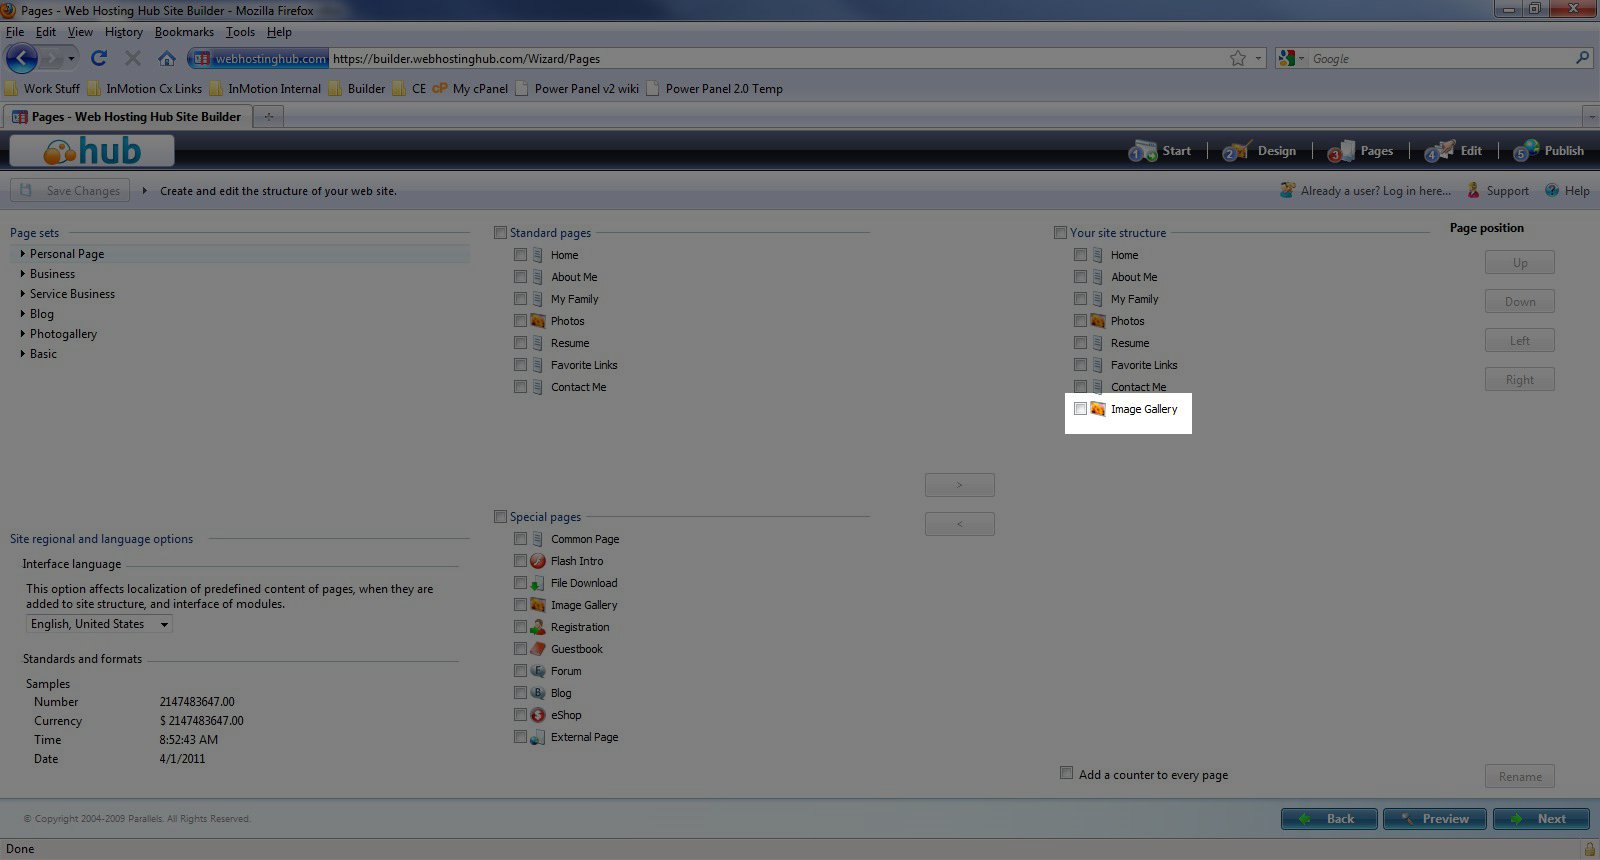 Pages - Web Hosting Hub Site Builder - Mozilla Firefox
File Edit View History Bookmarks Tools Help
webhostinghub.com https://builder.webhostinghub.com/Wizard/Pages
Google
Work Stuff InMotion Cx Links InMotion Internal Builder CE cP My cPanel Power Panel v2 wiki Power Panel 2.0 Temp
Pages - Web Hosting Hub Site Builder
hub
1 Start 2 Design 3 Pages 4 Edit 5 Publish
Save Changes Create and edit the structure of your web site.
Already a user? Log in here... Support Help
Page sets
Personal Page
Business
Service Business
Blog
Photogallery
Basic
Site regional and language options
Interface language
This option affects localization of predefined content of pages, when they are
added to site structure, and interface of modules.
English, United States
Standards and formats
Samples
Number 2147483647.00
Currency $ 2147483647.00
Time 8:52:43 AM
Date 4/1/2011
Standard pages
Home
About Me
My Family
Photos
Resume
Favorite Links
Contact Me
Special pages
Common Page
Flash Intro
File Download
Image Gallery
Registration
Guestbook
Forum
Blog
eShop
External Page
>
<
Your site structure
Home
About Me
My Family
Photos
Resume
Favorite Links
Contact Me
Image Gallery
Add a counter to every page
Page position
Up
Down
Left
Right
Rename
© Copyright 2004-2009 Parallels. All Rights Reserved.
Back Preview Next
Done